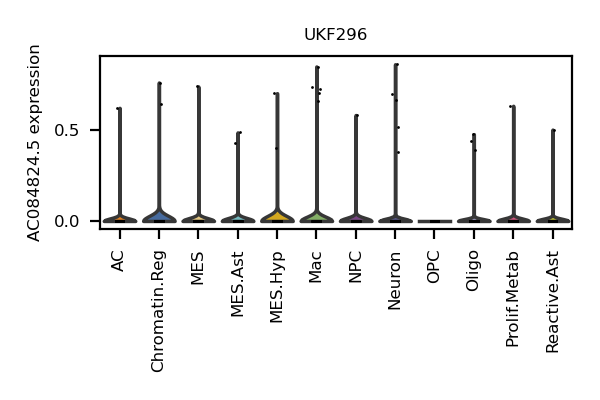 UKF296
AC084824.5 expression
0.5
0.0
AC
Chromatin.Reg
MES
MES.Ast
MES.Hyp
Mac
NPC
Neuron
OPC
Oligo
Prolif.Metab
Reactive.Ast